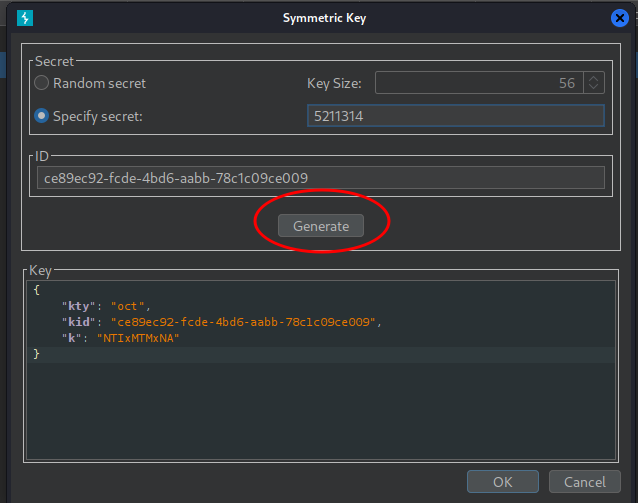 Symmetric Key
Secret
Random secret Key Size: 56
Specify secret: 5211314
ID
ce89ec92-fcde-4bd6-aabb-78c1c09ce009
Generate
Key
{
"kty": "oct",
"kid": "ce89ec92-fcde-4bd6-aabb-78c1c09ce009",
"k": "NTIxMTMxNA"
}
OK Cancel